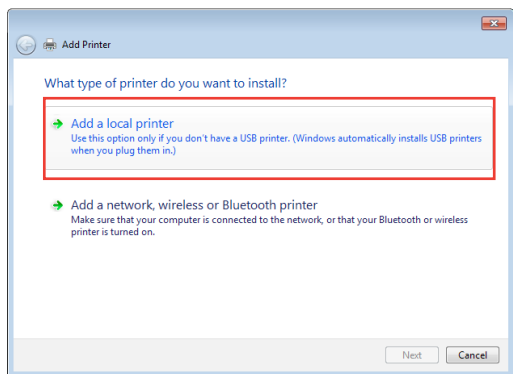 Add Printer
What type of printer do you want to install?
Add a local printer
Use this option only if you don't have a USB printer. (Windows automatically installs USB printers
when you plug them in.)
Add a network, wireless or Bluetooth printer
Make sure that your computer is connected to the network, or that your Bluetooth or wireless
printer is turned on.
Next Cancel